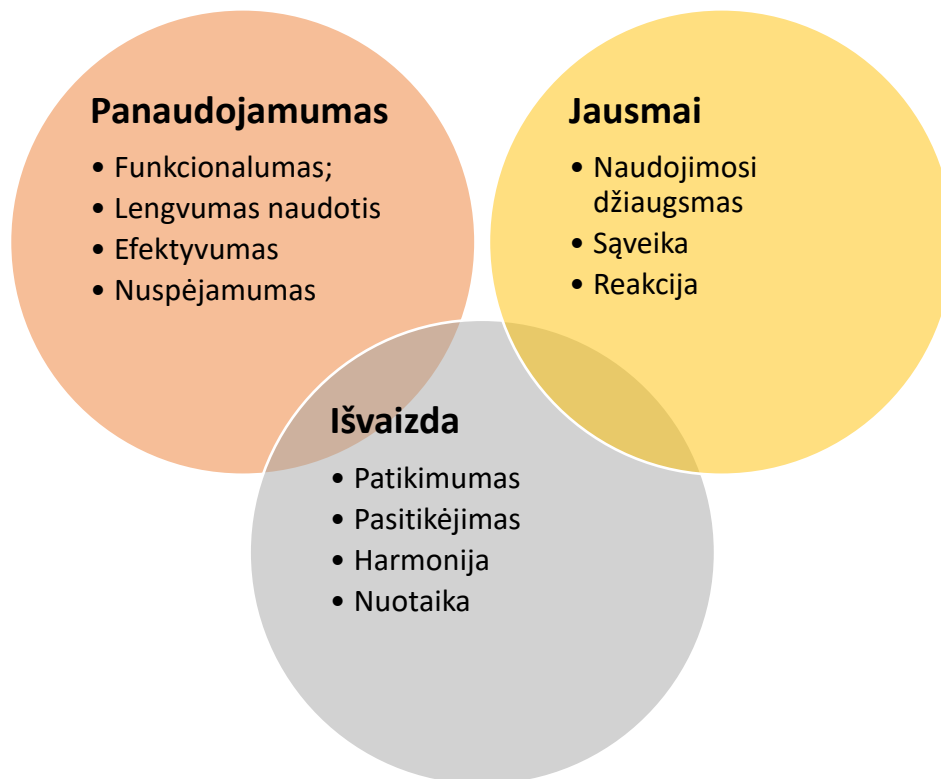 Panaudojamumas
• Funkcionalumas;
• Lengvumas naudotis
• Efektyvumas
• Nuspėjamumas
Jausmai
• Naudojimosi
džiaugsmas
• Sąveika
• Reakcija
Išvaizda
• Patikimumas
• Pasitikėjimas
• Harmonija
• Nuotaika